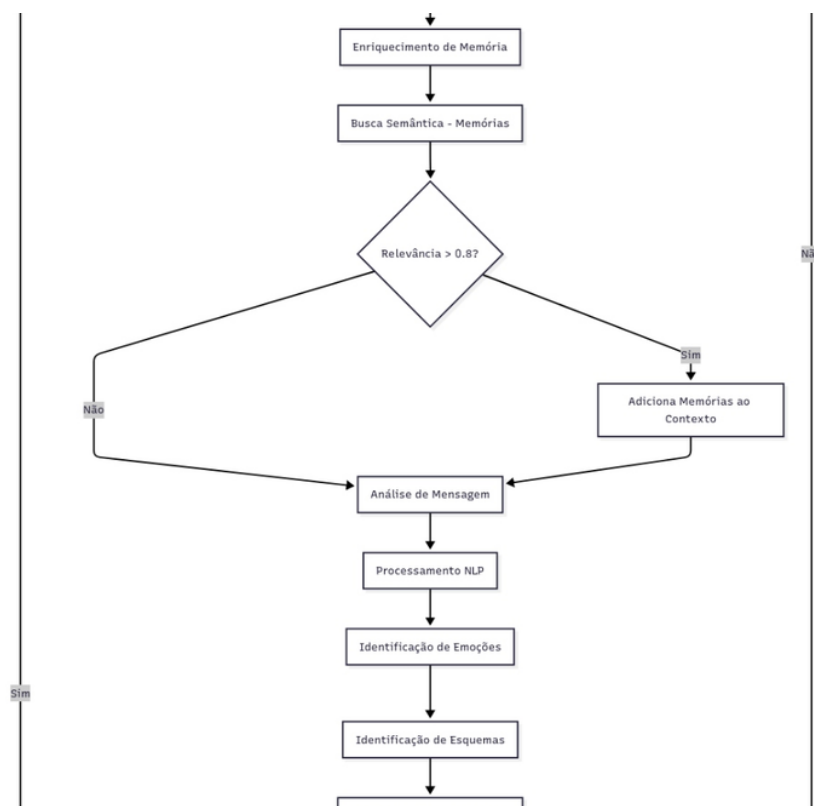 Enriquecimento de Memória
Busca Semântica - Memórias
Relevância > 0.8?
Nã
Sim
Adiciona Memórias ao
Contexto
Não
Análise de Mensagem
Processamento NLP
Identificação de Emoções
Sim
Identificação de Esquemas